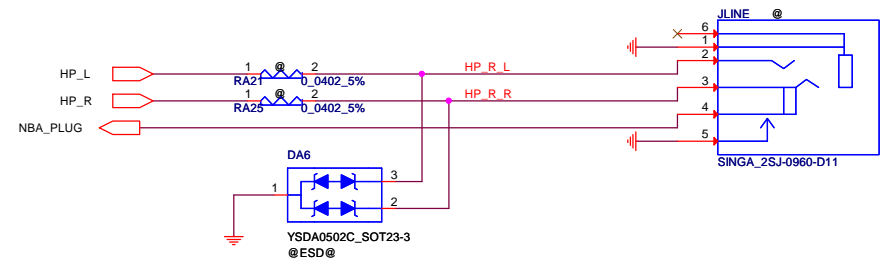 JLINE @
6
1
1 @ 2 HP_R_L 2
HP_L
RA21 0_0402_5%
1 @ 2 HP_R_R 3
HP_R
RA25 0_0402_5%
4
NBA_PLUG
5
SINGA_2SJ-0960-D11
DA6
3
1
2
YSDA0502C_SOT23-3
@ESD@